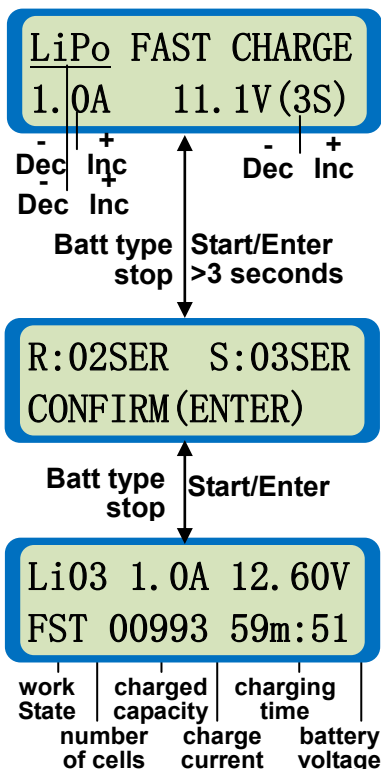 LiPo FAST CHARGE
1.0A 11.1V(3S)
- + - +
Dec Inc Dec Inc
- +
Dec Inc
Batt type Start/Enter
stop >3 seconds
R:02SER S:03SER
CONFIRM(ENTER)
Batt type Start/Enter
stop
Li03 1.0A 12.60V
FST 00993 59m:51
work charged charging
State capacity time
number charge battery
of cells current voltage